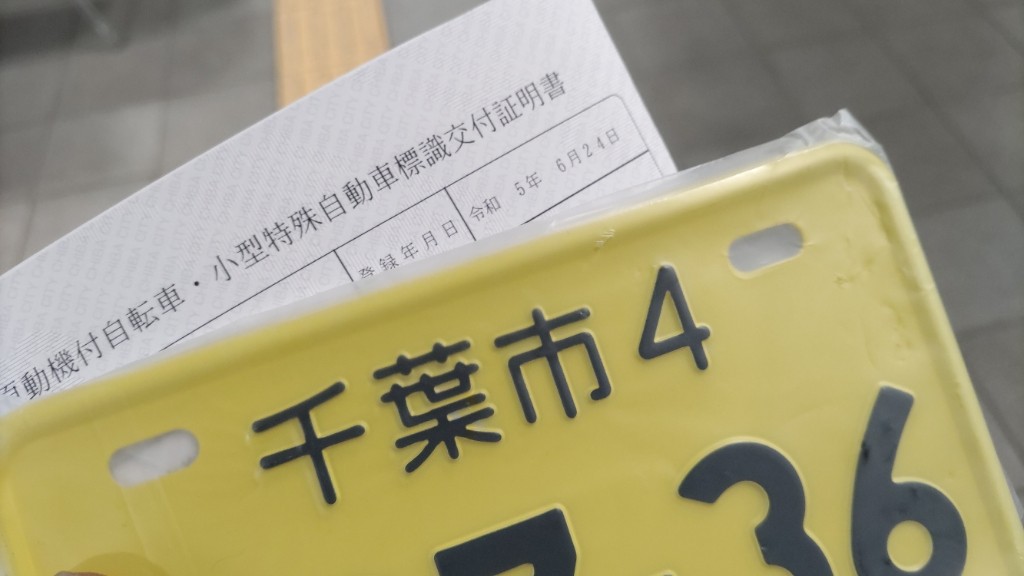 自動機付自転車・小型特殊自動車標識交付証明書
登録年月日 令和 5年 6月24日
千葉市4
36